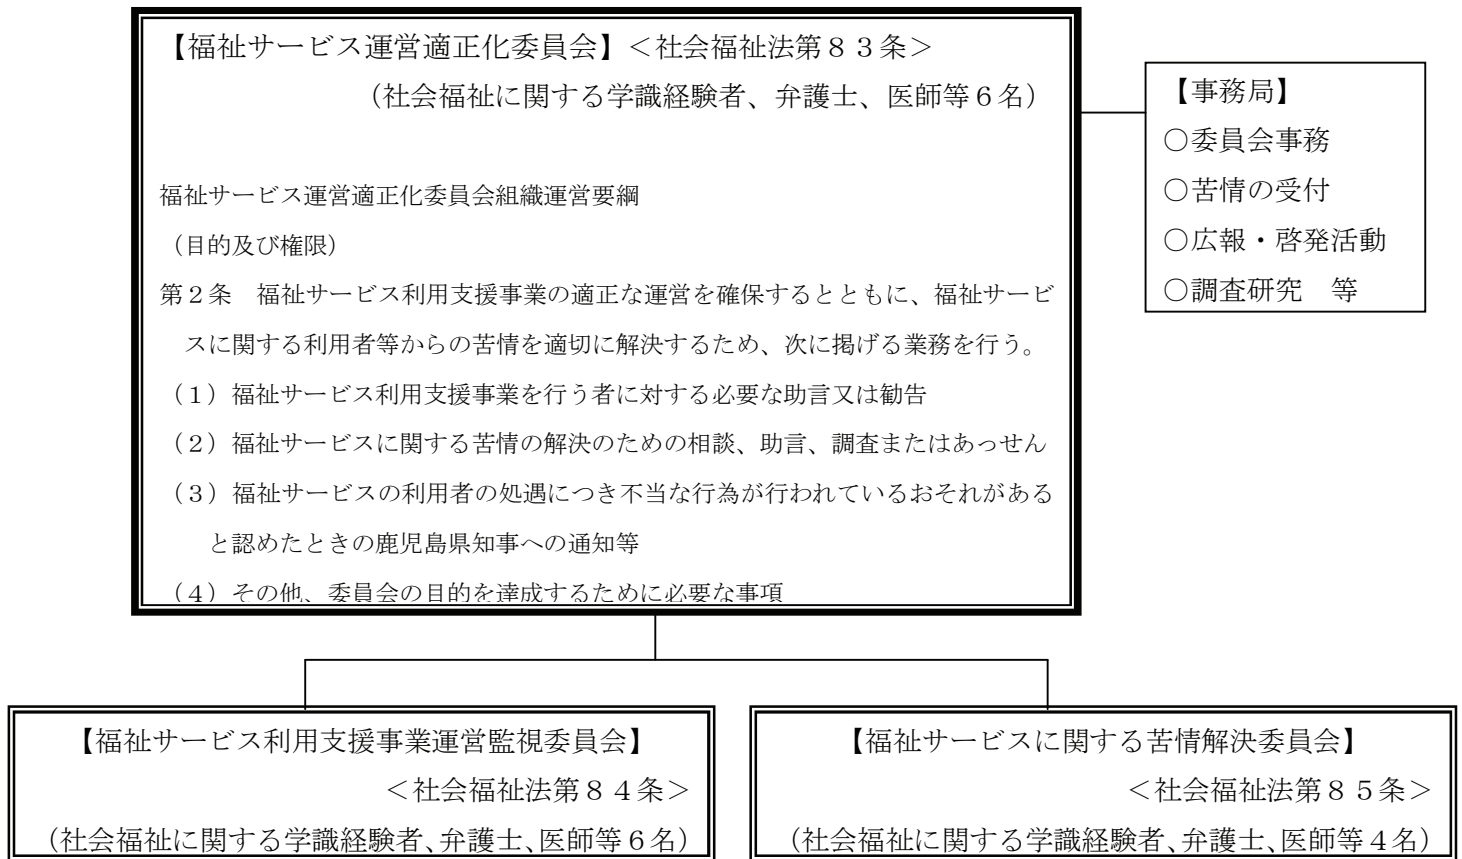 【福祉サービス運営適正化委員会】＜社会福祉法第８３条＞
（社会福祉に関する学識経験者、弁護士、医師等６名）
福祉サービス運営適正化委員会組織運営要綱
（目的及び権限）
第２条　福祉サービス利用支援事業の適正な運営を確保するとともに、福祉サービ
スに関する利用者等からの苦情を適切に解決するため、次に掲げる業務を行う。
（１）福祉サービス利用支援事業を行う者に対する必要な助言又は勧告
（２）福祉サービスに関する苦情の解決のための相談、助言、調査またはあっせん
（３）福祉サービスの利用者の処遇につき不当な行為が行われているおそれがある
と認めたときの鹿児島県知事への通知等
（４）その他、委員会の目的を達成するために必要な事項
【事務局】
○委員会事務
○苦情の受付
○広報・啓発活動
○調査研究　等
【福祉サービス利用支援事業運営監視委員会】
＜社会福祉法第８４条＞
（社会福祉に関する学識経験者、弁護士、医師等６名）
【福祉サービスに関する苦情解決委員会】
＜社会福祉法第８５条＞
（社会福祉に関する学識経験者、弁護士、医師等４名）